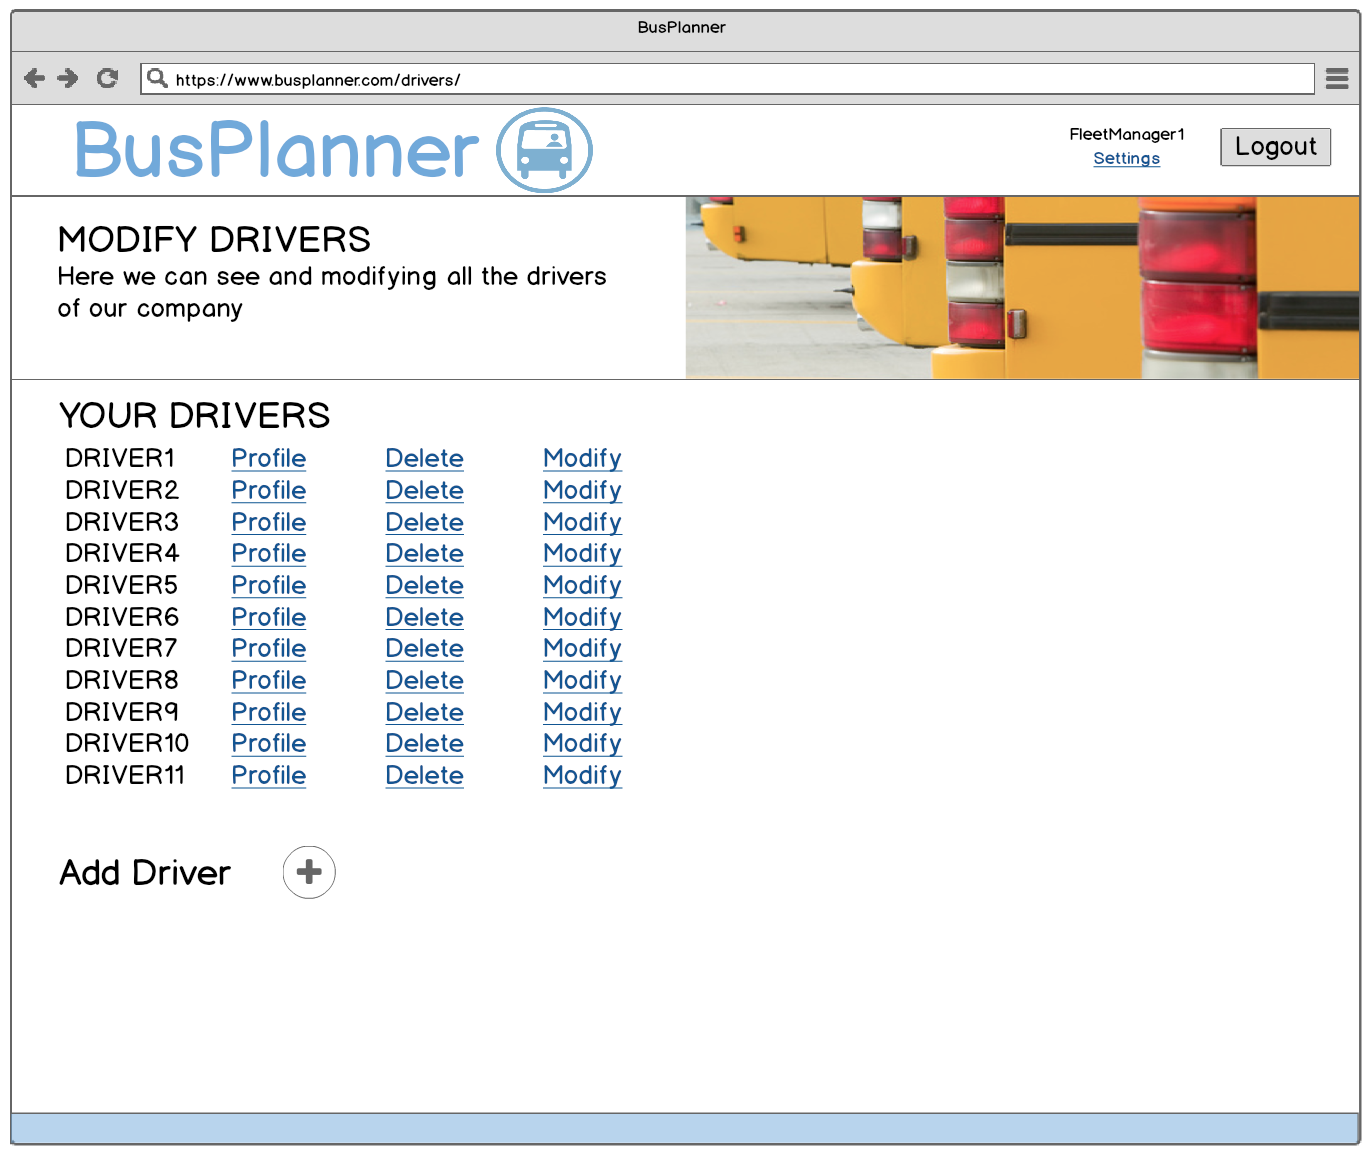 BusPlanner
https://www.busplanner.com/drivers/
BusPlanner
FleetManager1
Settings
Logout
MODIFY DRIVERS
Here we can see and modifying all the drivers
of our company
YOUR DRIVERS
DRIVER1 Profile Delete Modify
DRIVER2 Profile Delete Modify
DRIVER3 Profile Delete Modify
DRIVER4 Profile Delete Modify
DRIVER5 Profile Delete Modify
DRIVER6 Profile Delete Modify
DRIVER7 Profile Delete Modify
DRIVER8 Profile Delete Modify
DRIVER9 Profile Delete Modify
DRIVER10 Profile Delete Modify
DRIVER11 Profile Delete Modify
Add Driver